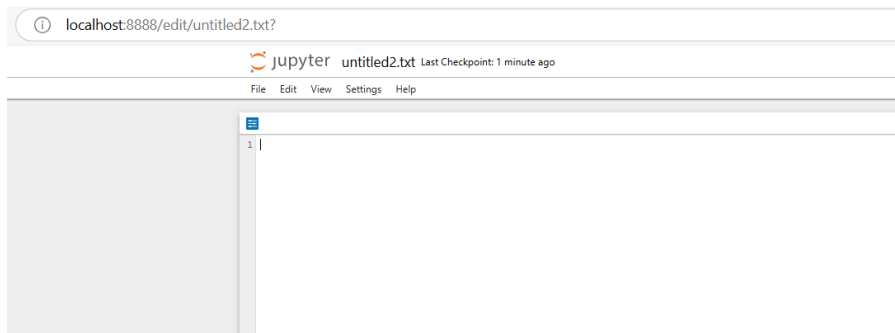 localhost:8888/edit/untitled2.txt?
jupyter untitled2.txt Last Checkpoint: 1 minute ago
File Edit View Settings Help
1